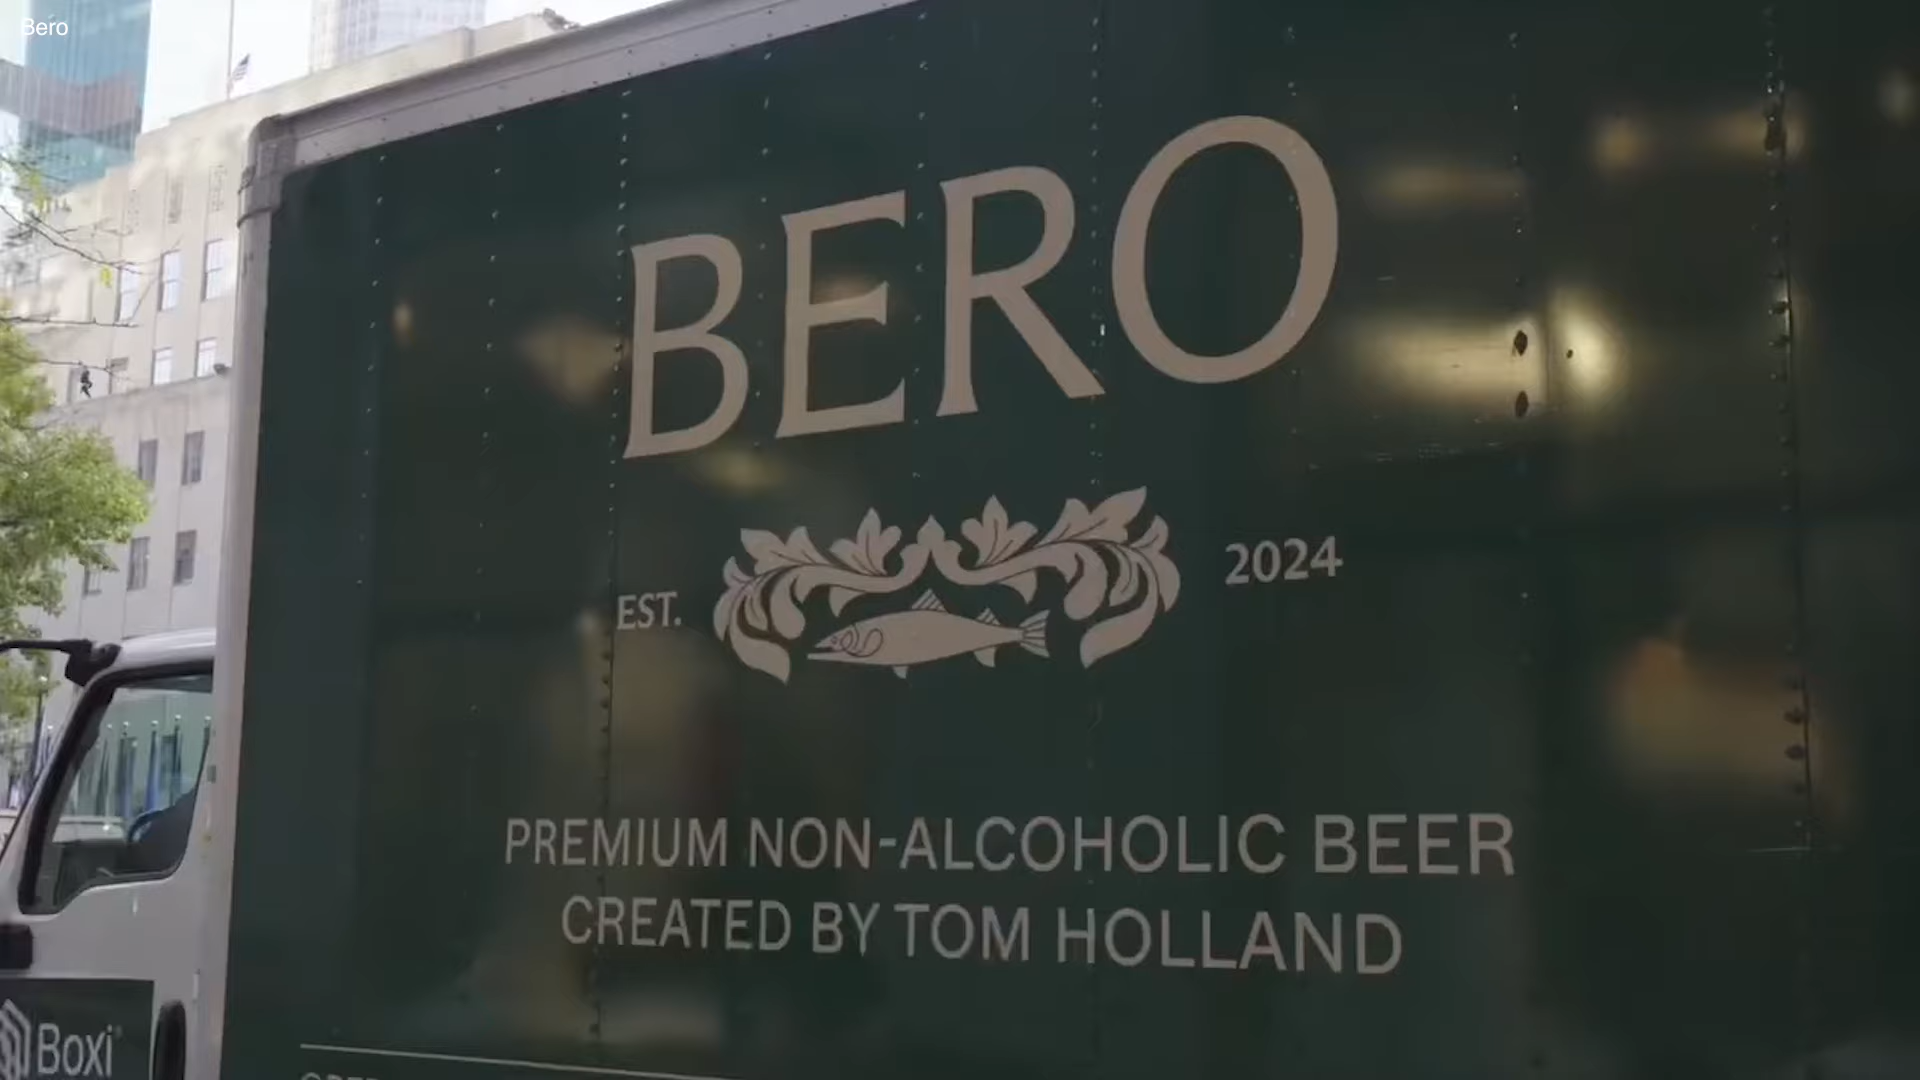 Bero
BERO
EST. 2024
PREMIUM NON-ALCOHOLIC BEER
CREATED BY TOM HOLLAND
Boxi